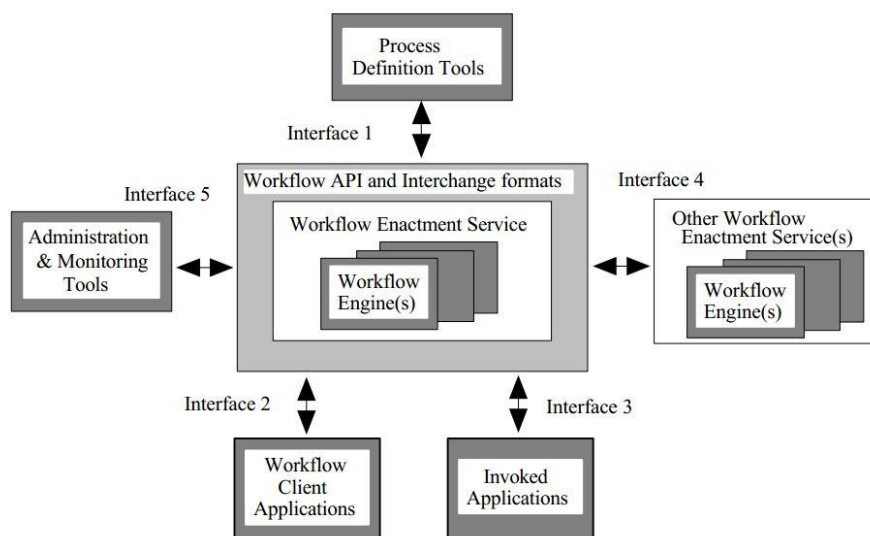 Process
Definition Tools
Interface 1
Workflow API and Interchange formats
Interface 5
Interface 4
Workflow Enactment Service
Workflow
Engine(s)
Administration
& Monitoring
Tools
Other Workflow
Enactment Service(s)
Workflow
Engine(s)
Interface 2
Interface 3
Workflow
Client
Applications
Invoked
Applications